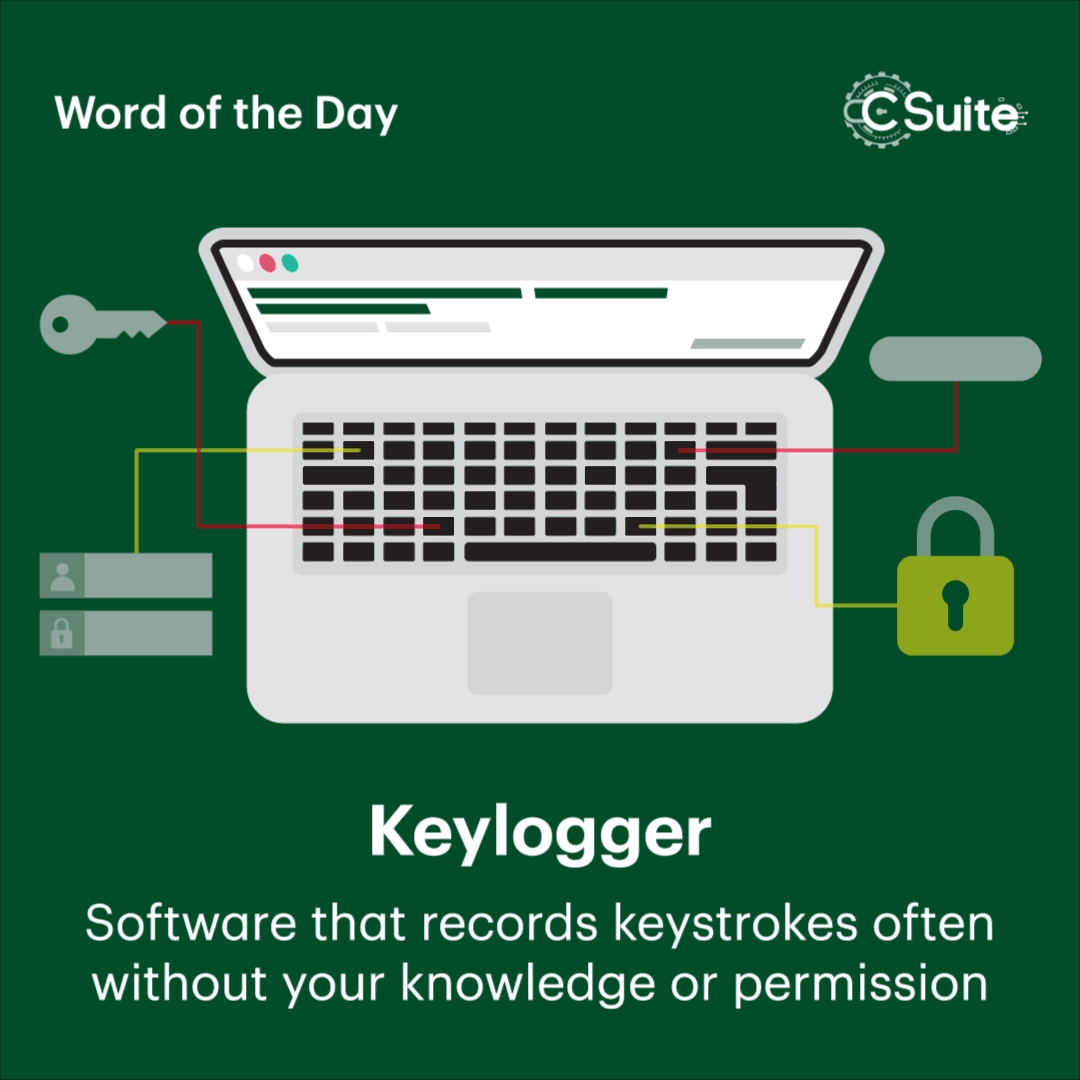 Word of the Day
CSuite
Keylogger
Software that records keystrokes often
without your knowledge or permission